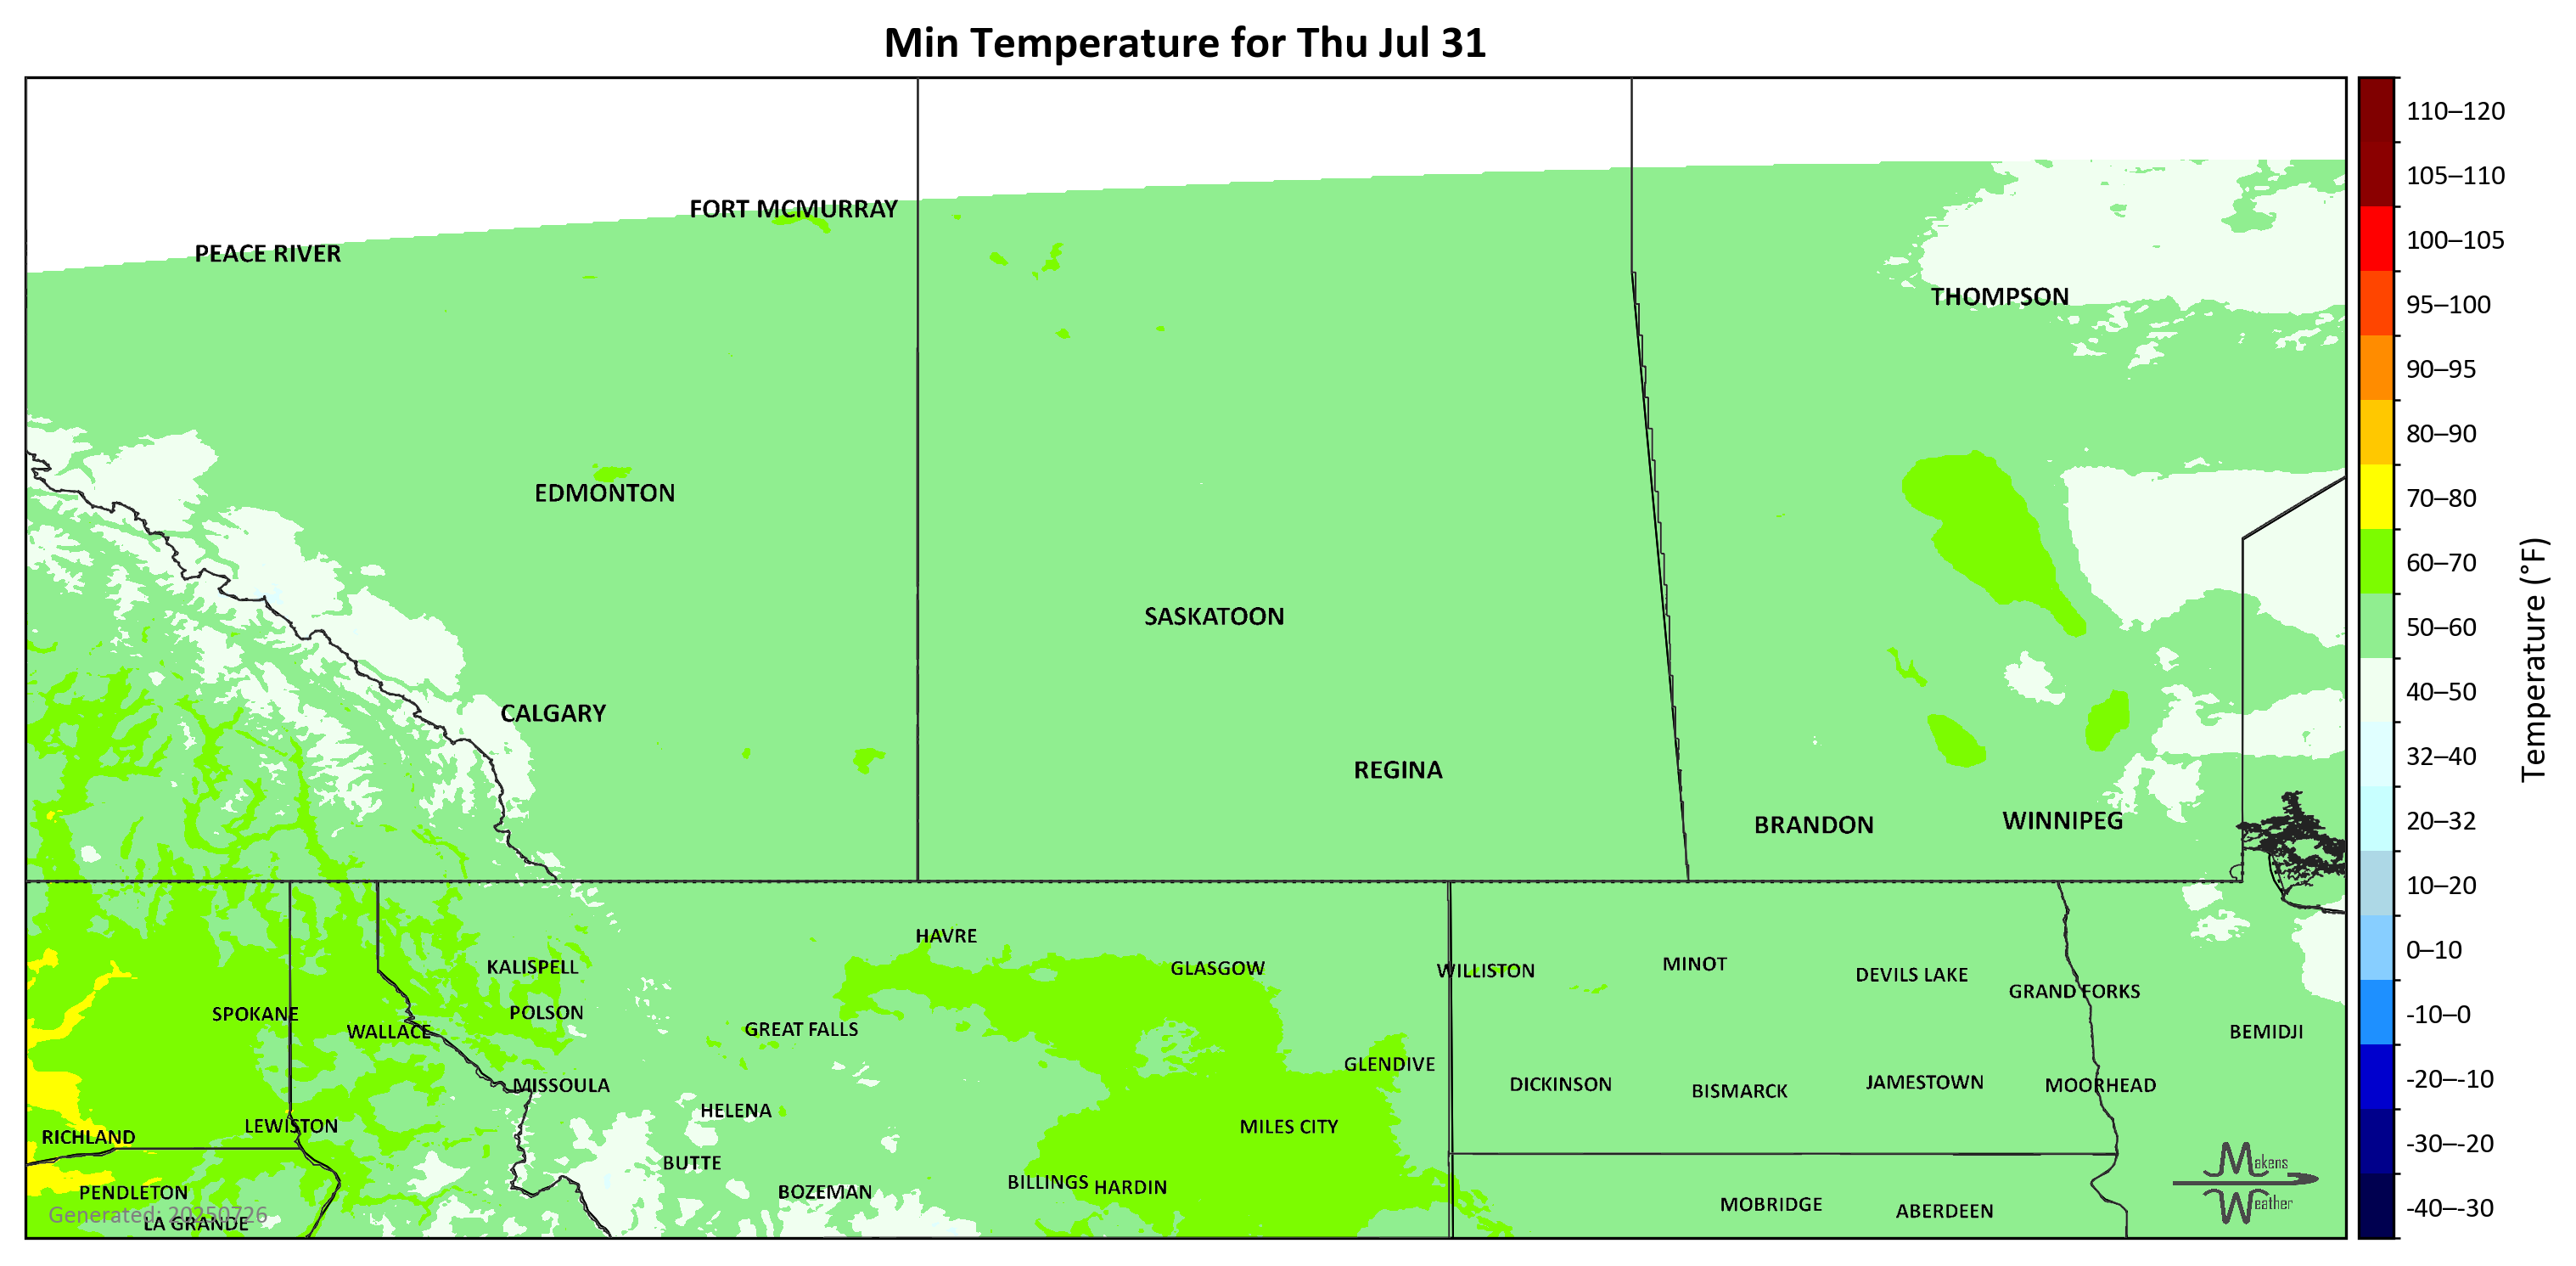 Min Temperature for Thu Jul 31
FORT MCMURRAY
PEACE RIVER
THOMPSON
EDMONTON
SASKATOON
CALGARY
REGINA
BRANDON
WINNIPEG
HAVRE
KALISPELL
GLASGOW
WILLISTON
MINOT
DEVILS LAKE
GRAND FORKS
SPOKANE
POLSON
WALLACE
GREAT FALLS
BEMIDJI
GLENDIVE
MISSOULA
DICKINSON
BISMARCK
JAMESTOWN
MOORHEAD
HELENA
LEWISTON
MILES CITY
RICHLAND
BUTTE
BILLINGS
HARDIN
PENDLETON
BOZEMAN
MOBRIDGE
ABERDEEN
LA GRANDE
Generated: 20250726
Makens
Weather
110–120
105–110
100–105
95–100
90–95
80–90
70–80
60–70
50–60
40–50
32–40
20–32
10–20
0–10
-10–0
-20–-10
-30–-20
-40–-30
Temperature (°F)